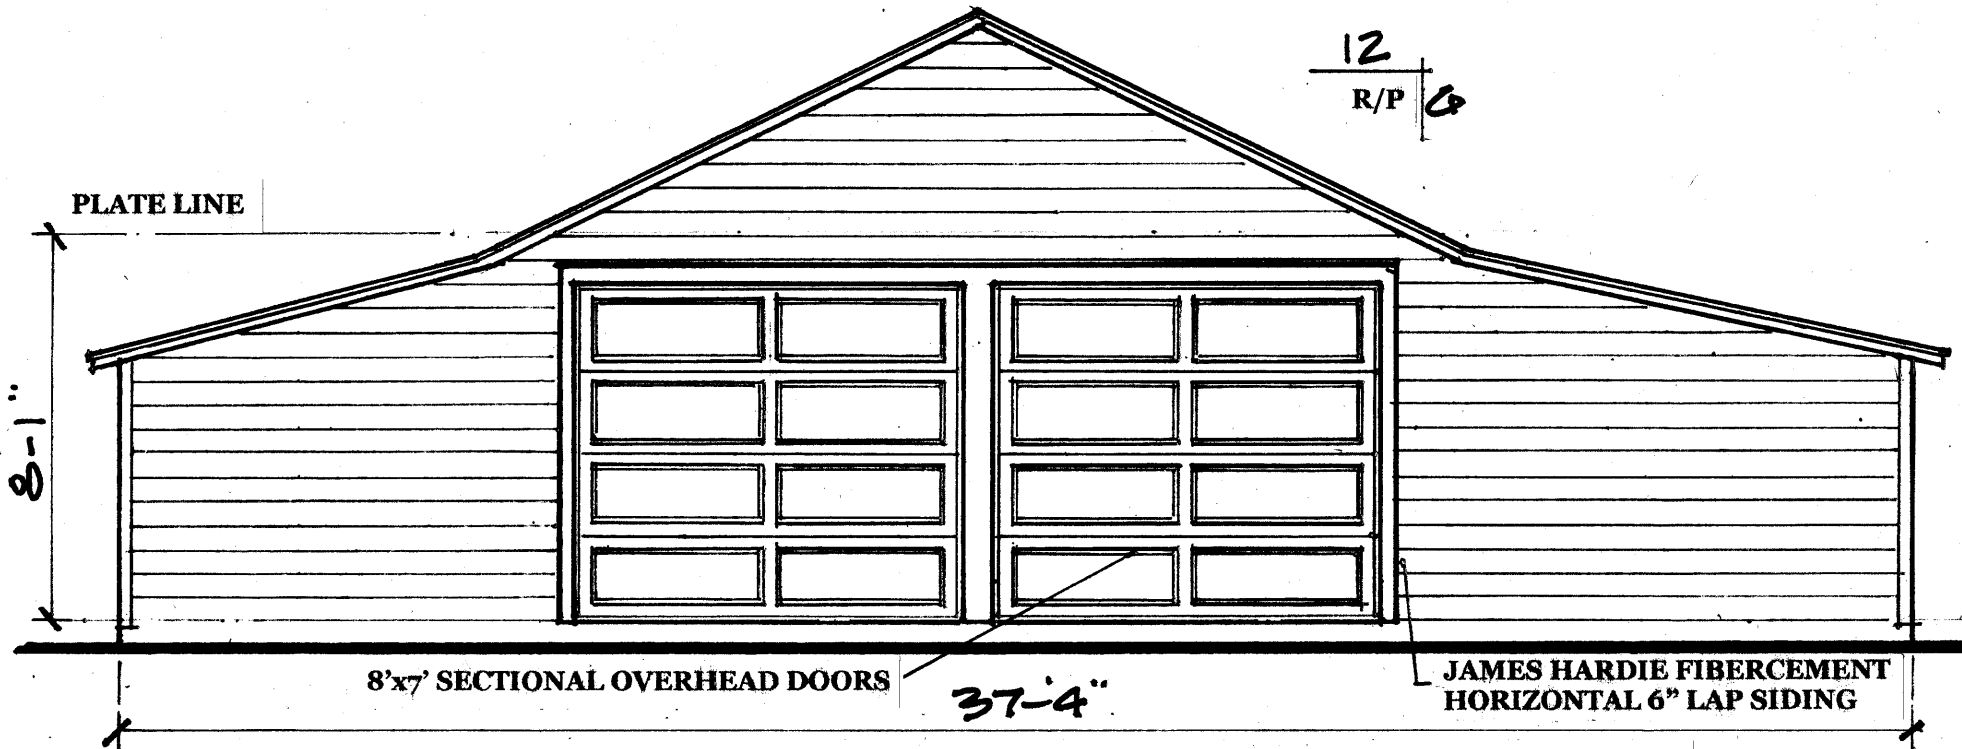 12
R/P 6
PLATE LINE
8-1"
8'x7' SECTIONAL OVERHEAD DOORS
37'-4"
JAMES HARDIE FIBERCEMENT
HORIZONTAL 6” LAP SIDING